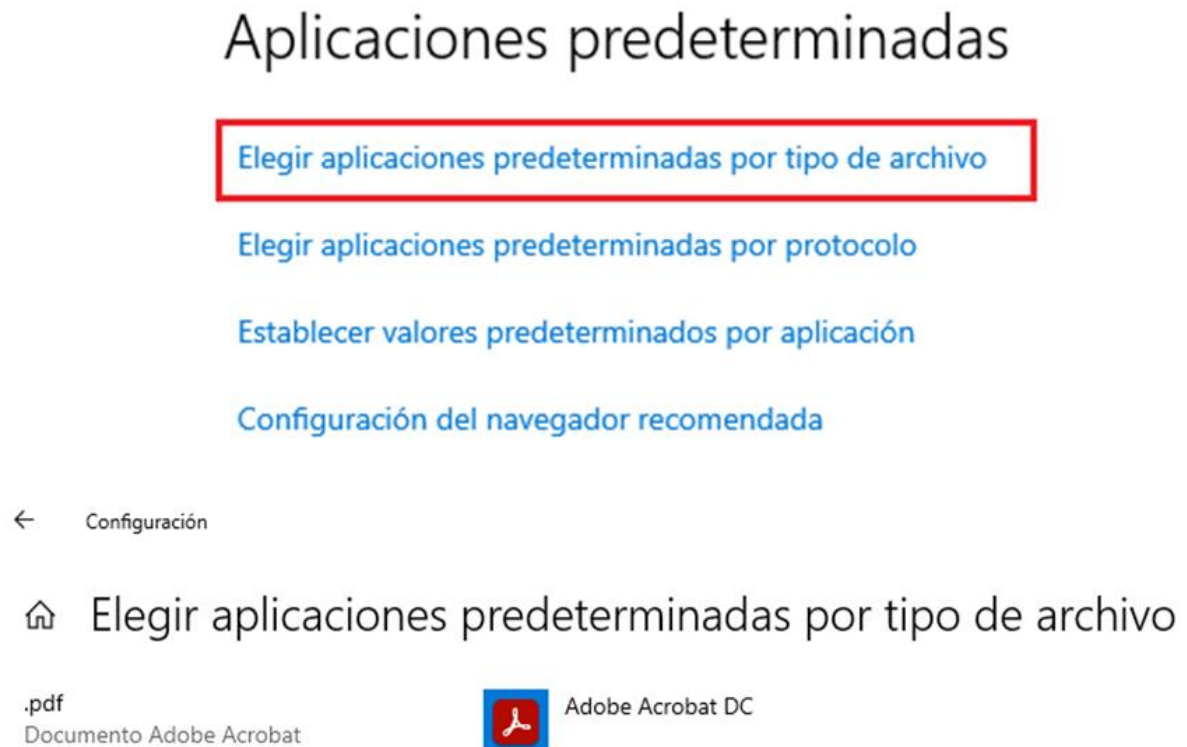 Aplicaciones predeterminadas
Elegir aplicaciones predeterminadas por tipo de archivo
Elegir aplicaciones predeterminadas por protocolo
Establecer valores predeterminados por aplicación
Configuración del navegador recomendada
Configuración
Elegir aplicaciones predeterminadas por tipo de archivo
.pdf
Adobe Acrobat DC
Documento Adobe Acrobat